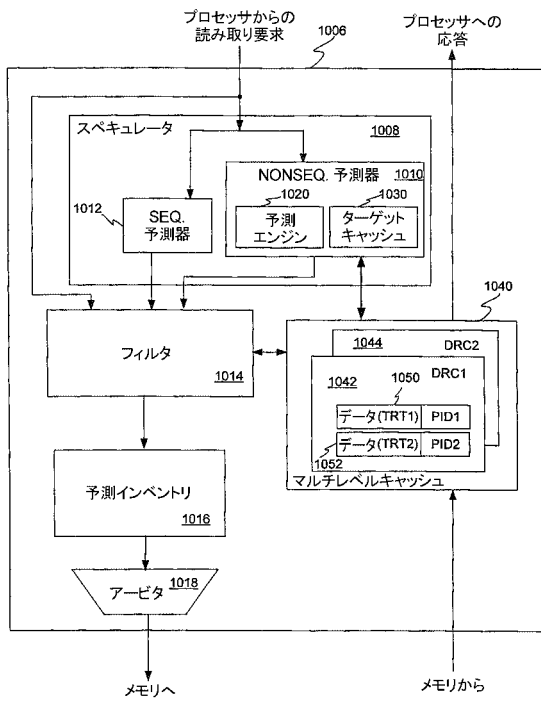 プロセッサからの
読み取り要求
プロセッサへの
応答
1006
スペキュレータ
1008
NONSEQ. 予測器
1010
1020
1030
予測
エンジン
ターゲット
キャッシュ
1012
SEQ.
予測器
1040
フィルタ
1014
1044
DRC2
1042
1050
DRC1
データ(TRT1)
PID1
データ(TRT2)
PID2
1052
マルチレベルキャッシュ
予測インベントリ
1016
アービタ
1018
メモリへ
メモリから